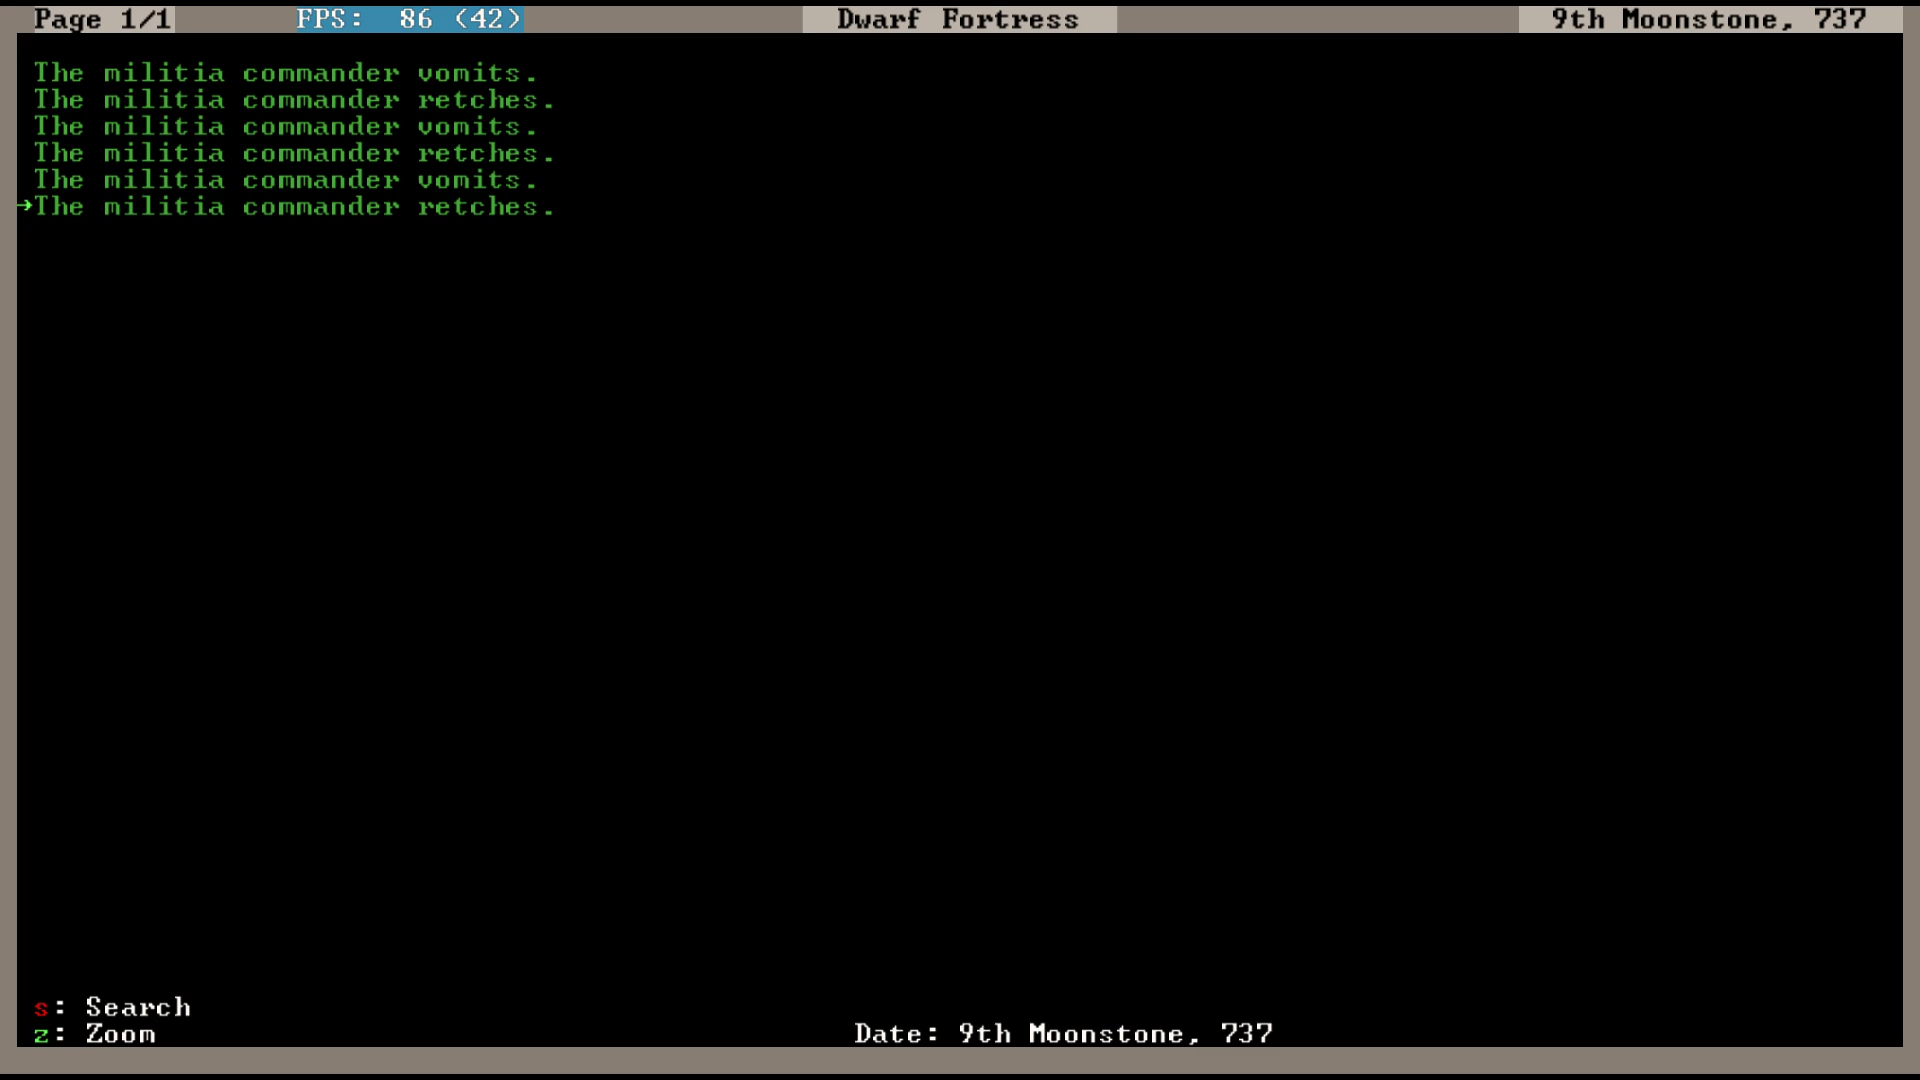 Page 1/1 FPS: 86 (42) Dwarf Fortress 9th Moonstone, 737
The militia commander vomits.
The militia commander retches.
The militia commander vomits.
The militia commander retches.
The militia commander vomits.
→The militia commander retches.
s: Search
z: Zoom Date: 9th Moonstone, 737